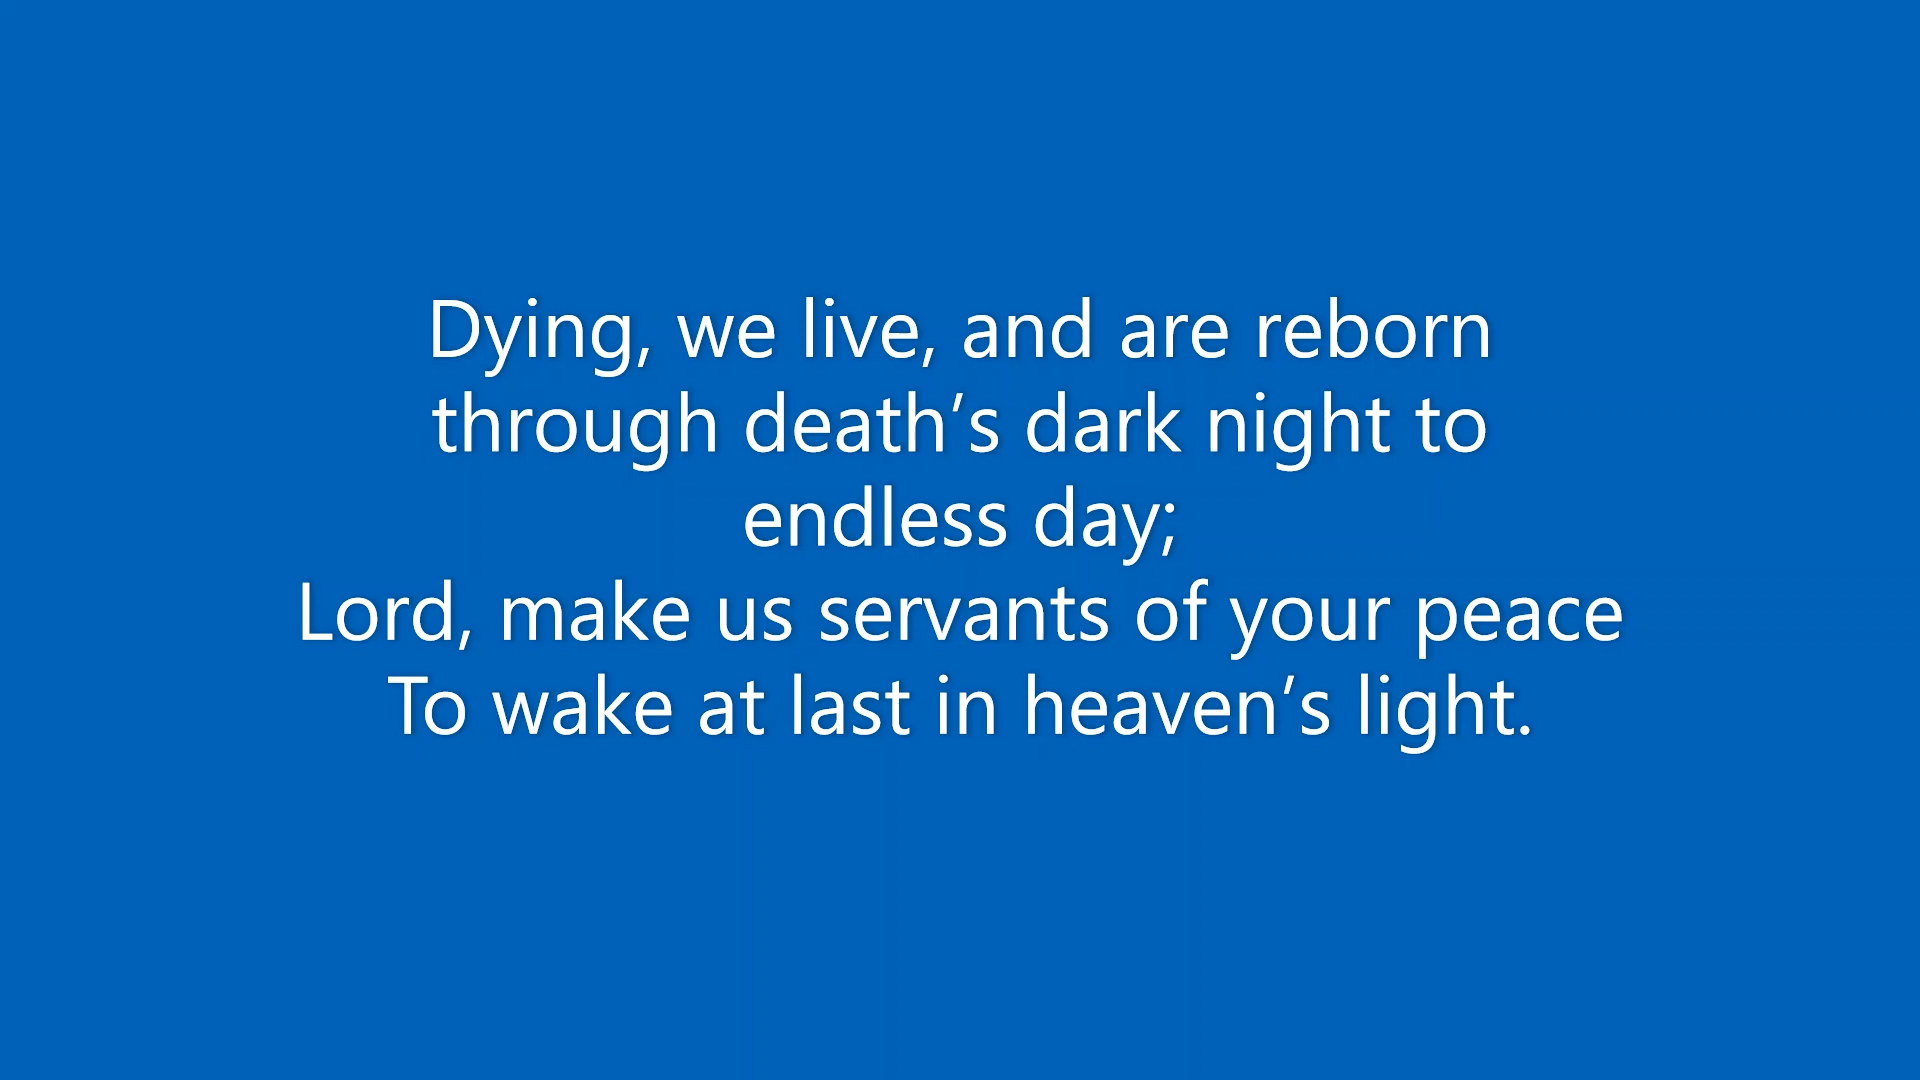 Dying, we live, and are reborn
through death’s dark night to
endless day;
Lord, make us servants of your peace
To wake at last in heaven’s light.